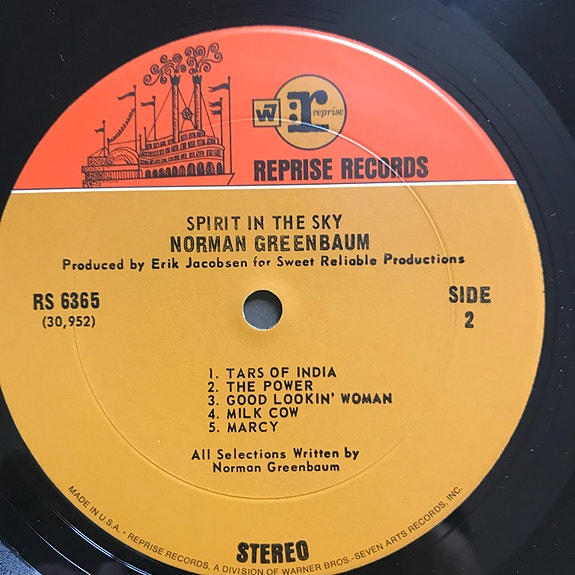 W7 r reprise
REPRISE RECORDS
SPIRIT IN THE SKY
NORMAN GREENBAUM
Produced by Erik Jacobsen for Sweet Reliable Productions
RS 6365
(30,952)
SIDE
2
1. TARS OF INDIA
2. THE POWER
3. GOOD LOOKIN' WOMAN
4. MILK COW
5. MARCY
All Selections Written by
Norman Greenbaum
MADE IN U.S.A. • REPRISE RECORDS, A DIVISION OF WARNER BROS.-SEVEN ARTS RECORDS, INC.
STEREO